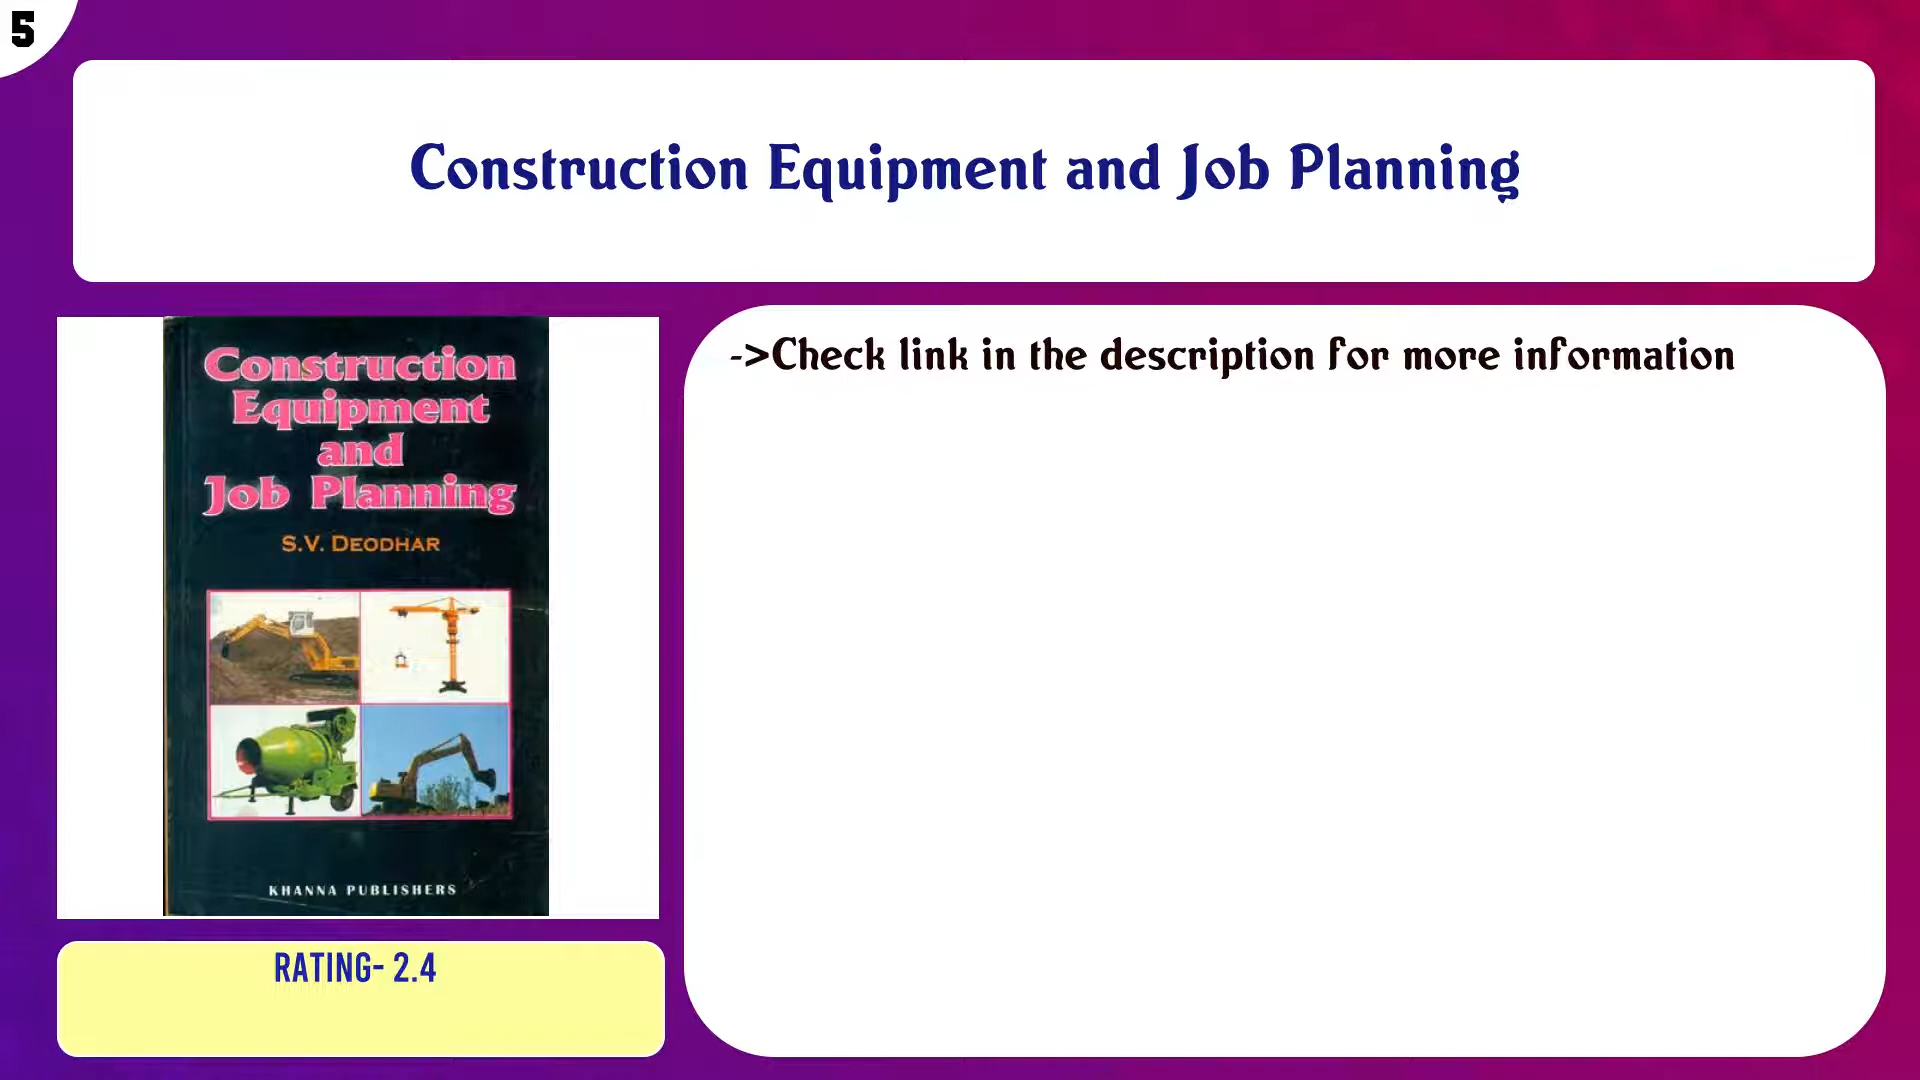 5
Construction Equipment and Job Planning
->Check link in the description for more information
Construction
Equipment
and
Job Planning
S.V. DEODHAR
KHANNA PUBLISHERS
RATING- 2.4